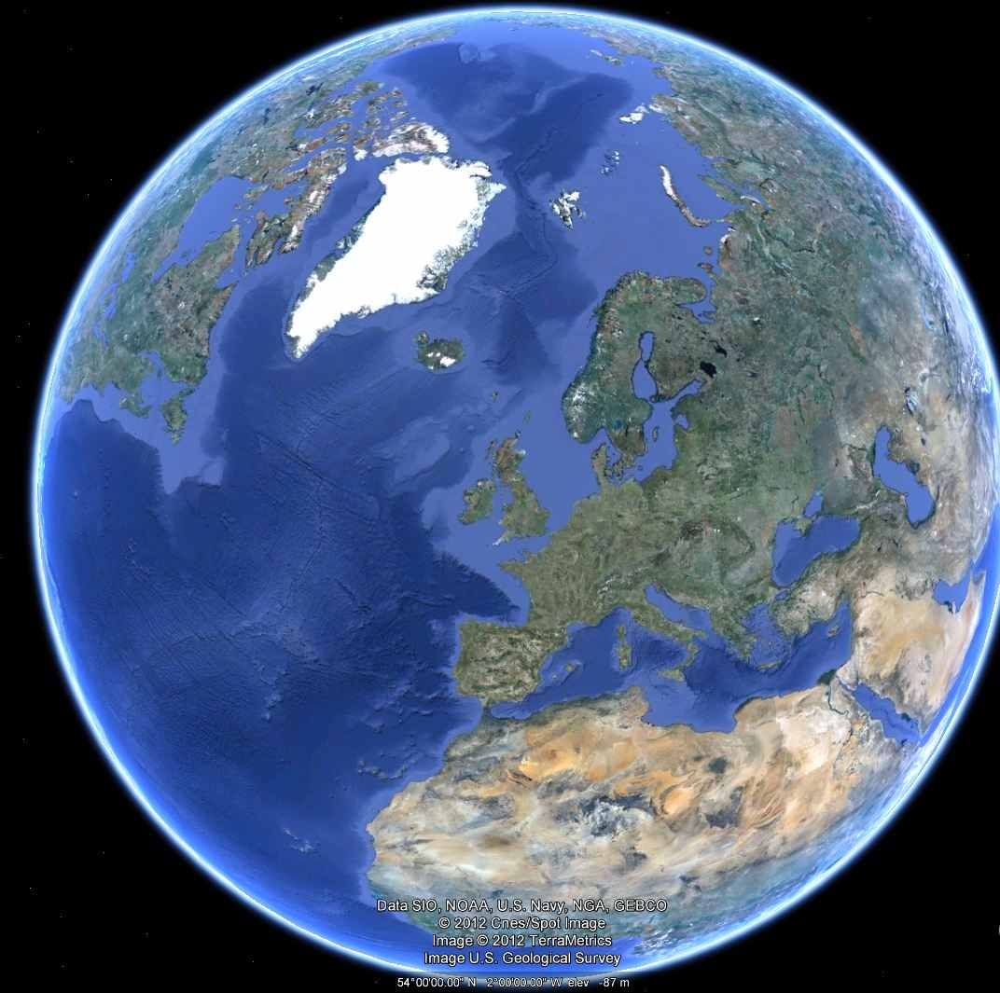 Data SIO, NOAA, U.S. Navy, NGA, GEBCO
© 2012 Cnes/Spot Image
Image © 2012 TerraMetrics
Image U.S. Geological Survey
54°00'00.00" N 2°00'00.00" W elev -87 m